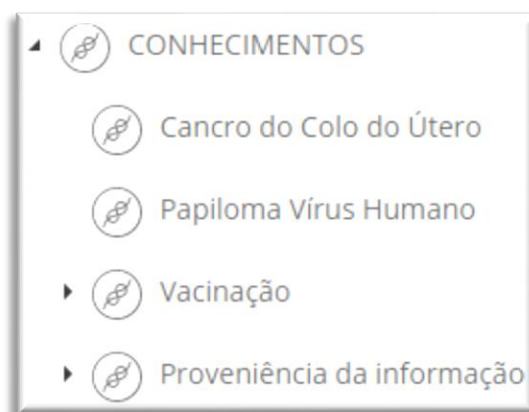 CONHECIMENTOS
Cancro do Colo do Útero
Papiloma Vírus Humano
Vacinação
Proveniência da informação